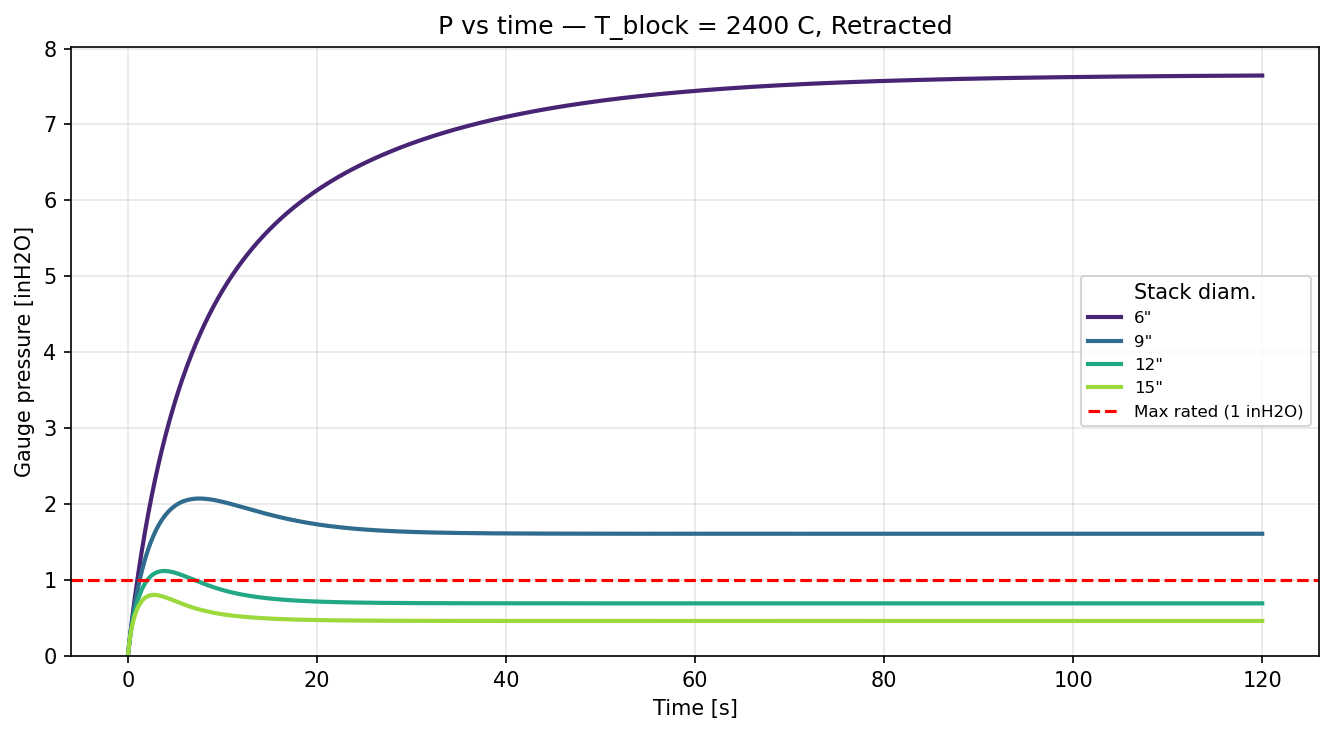 P vs time — T_block = 2400 C, Retracted
Gauge pressure [inH2O]
8
7
6
5
4
3
2
1
0
Stack diam.
6"
9"
12"
15"
Max rated (1 inH2O)
0 20 40 60 80 100 120
Time [s]